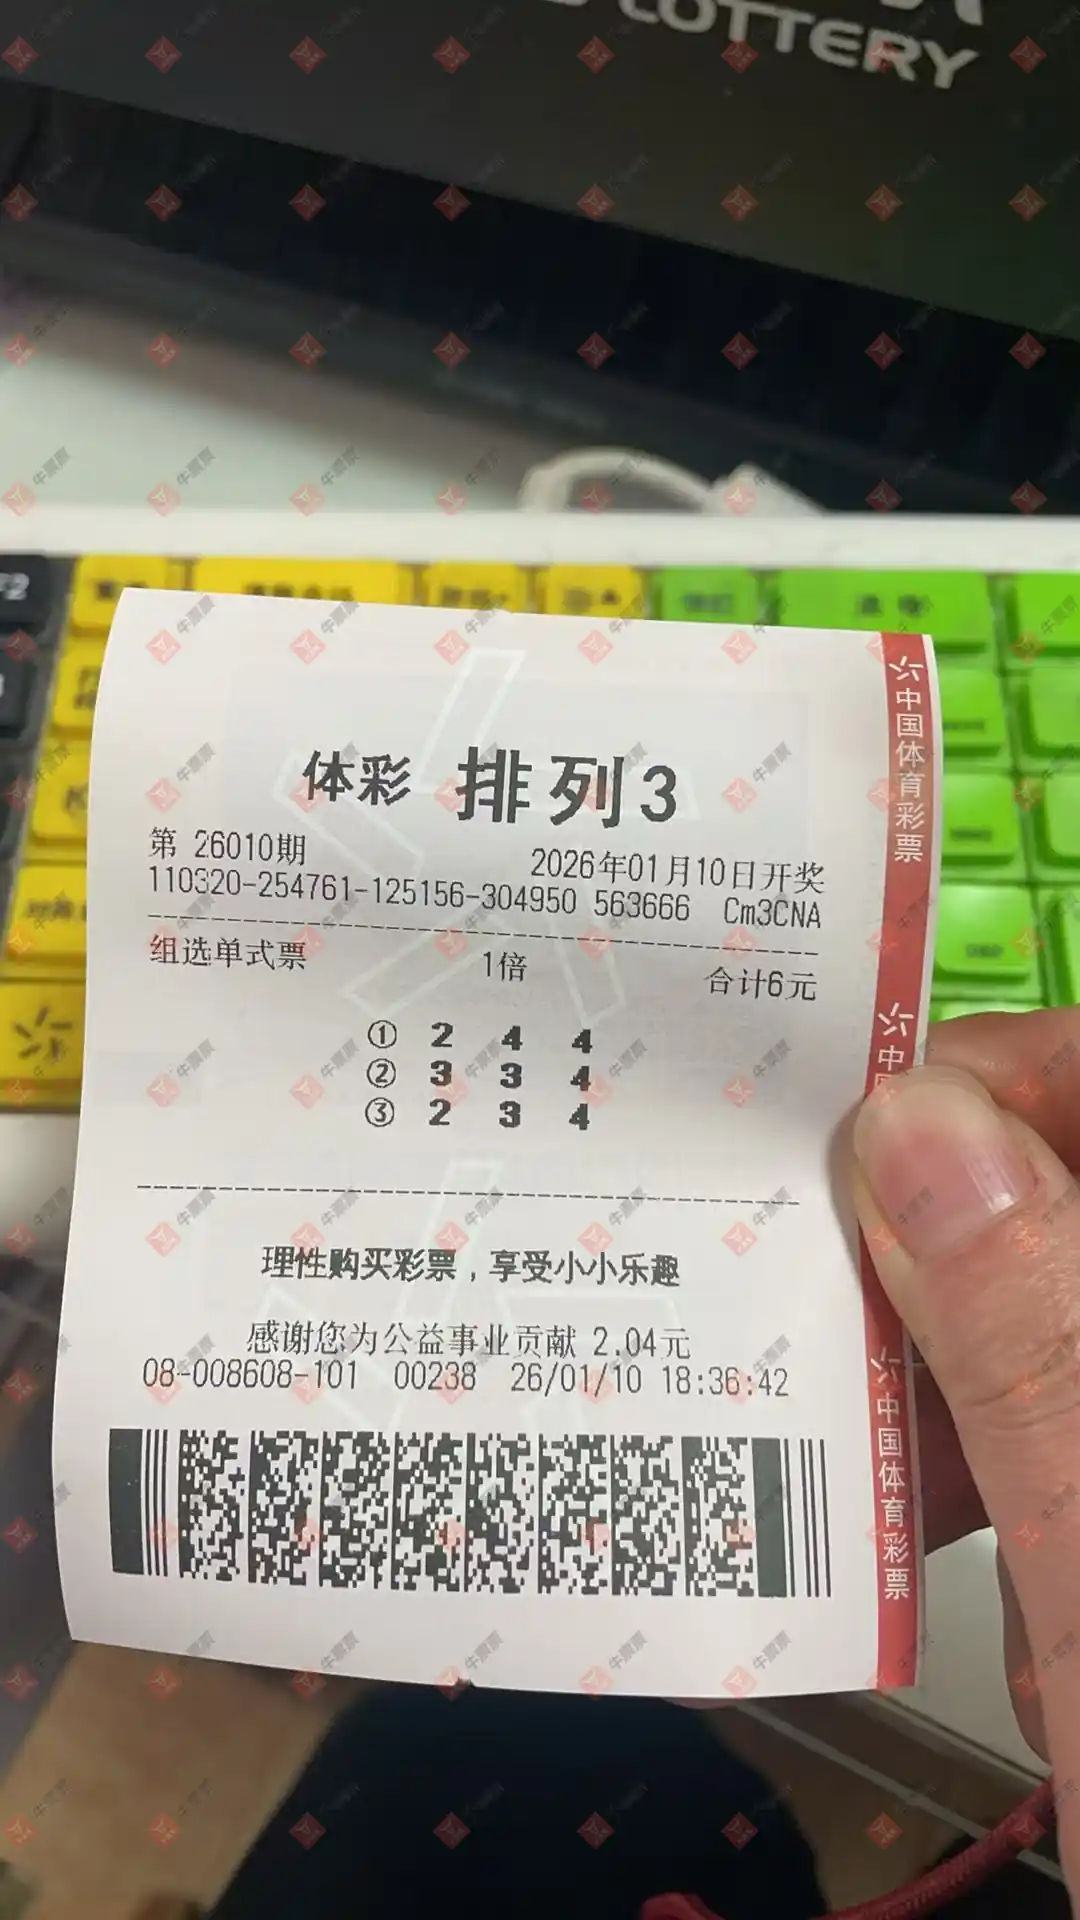 LOTTERY
F2
体彩 排列3
第 26010期 2026年01月10日开奖
110320-254761-125156-304950 563666 Cm3CNA
组选单式票 1倍 合计6元
① 2 4 4
② 3 3 4
③ 2 3 4
理性购买彩票，享受小小乐趣
感谢您为公益事业贡献 2.04元
08-008608-101 00238 26/01/10 18:36:42
中国体育彩票
中
中国体育彩票
牛票票